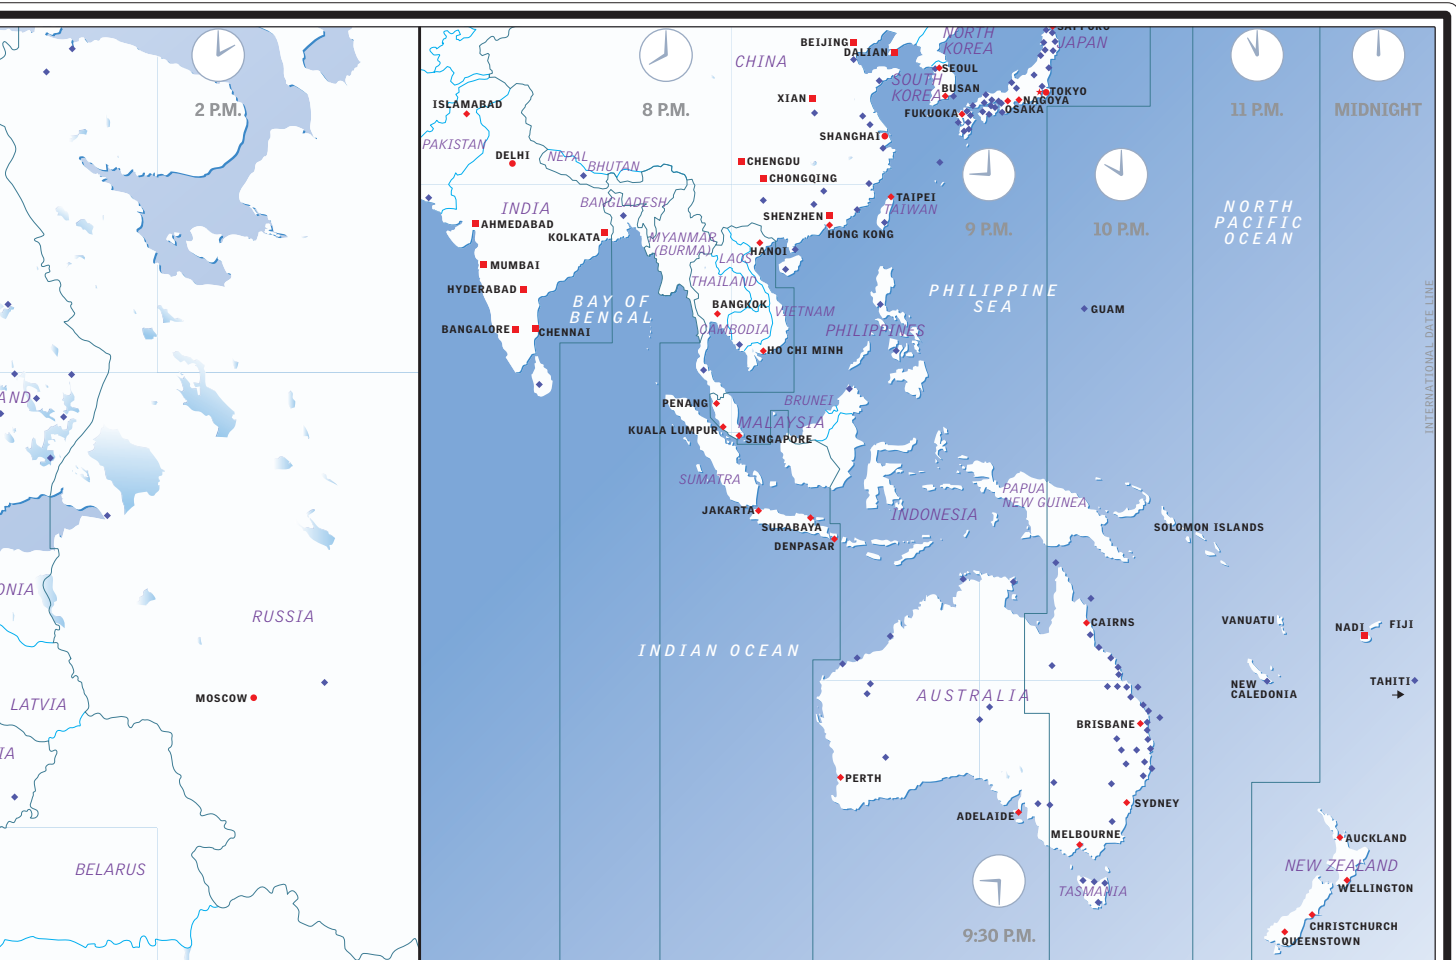 2 P.M.
AND
ONIA
RUSSIA
MOSCOW
LATVIA
IA
BELARUS
8 P.M.
CHINA
BEIJING
DALIAN
NORTH
KOREA
SAPPORO
JAPAN
SEOUL
SOUTH
KOREA
BUSAN
TOKYO
NAGOYA
OSAKA
FUKUOKA
11 P.M.
MIDNIGHT
ISLAMABAD
XIAN
SHANGHAI
PAKISTAN
DELHI
NEPAL
BHUTAN
CHENGDU
CHONGQING
BANGLADESH
TAIPEI
TAIWAN
INDIA
AHMEDABAD
KOLKATA
SHENZHEN
HONG KONG
9 P.M.
10 P.M.
NORTH
PACIFIC
OCEAN
MYANMAR
(BURMA)
HANOI
LAOS
MUMBAI
HYDERABAD
THAILAND
BAY OF
BENGAL
BANGKOK
VIETNAM
PHILIPPINE
SEA
GUAM
INTERNATIONAL DATE LINE
BANGALORE
CHENNAI
CAMBODIA
PHILIPPINES
HO CHI MINH
PENANG
BRUNEI
MALAYSIA
KUALA LUMPUR
SINGAPORE
SUMATRA
JAKARTA
SURABAYA
DENPASAR
INDONESIA
PAPUA
NEW GUINEA
SOLOMON ISLANDS
INDIAN OCEAN
CAIRNS
VANUATU
NADI
FIJI
NEW
CALEDONIA
TAHITI
AUSTRALIA
BRISBANE
PERTH
ADELAIDE
SYDNEY
MELBOURNE
TASMANIA
9:30 P.M.
AUCKLAND
NEW ZEALAND
WELLINGTON
CHRISTCHURCH
QUEENSTOWN